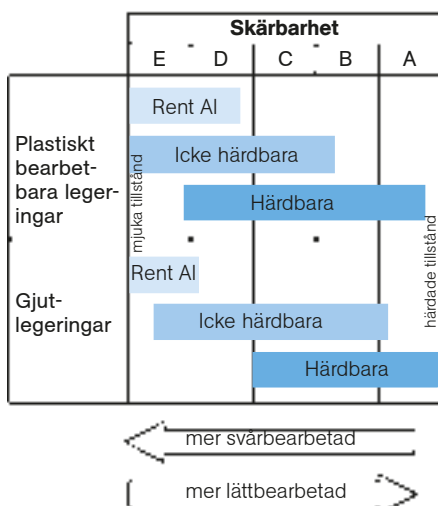 Skärbarhet
E D C B A
Rent Al
Plastiskt
bearbet-
bara leger-
ingar
Icke härdbara
Härdbara
mjuka tillstånd
härdade tillstånd
Rent Al
Gjut-
legeringar
Icke härdbara
Härdbara
mer svårbearbetad
mer lättbearbetad